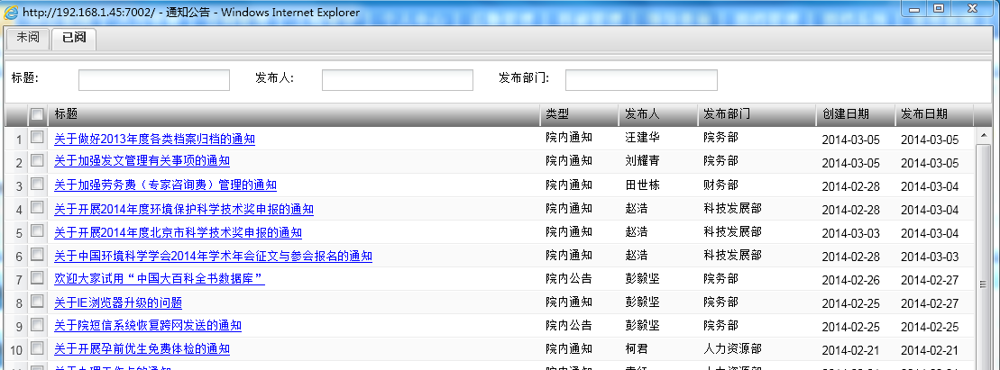 http://192.168.1.45:7002/ - 通知公告 - Windows Internet Explorer
未阅 已阅
标题: 发布人: 发布部门:
标题 类型 发布人 发布部门 创建日期 发布日期
1 关于做好2013年度各类档案归档的通知 院内通知 汪建华 院务部 2014-03-05 2014-03-05
2 关于加强发文管理有关事项的通知 院内通知 刘耀青 院务部 2014-03-05 2014-03-05
3 关于加强劳务费（专家咨询费）管理的通知 院内通知 田世栋 财务部 2014-02-28 2014-03-04
4 关于开展2014年度环境保护科学技术奖申报的通知 院内通知 赵浩 科技发展部 2014-02-28 2014-03-04
5 关于开展2014年度北京市科学技术奖申报的通知 院内通知 赵浩 科技发展部 2014-03-03 2014-03-04
6 关于中国环境科学学会2014年学术年会征文与参会报名的通知 院内通知 赵浩 科技发展部 2014-02-28 2014-03-03
7 欢迎大家试用“中国大百科全书数据库” 院内公告 彭毅坚 院务部 2014-02-26 2014-02-27
8 关于IE浏览器升级的问题 院内通知 彭毅坚 院务部 2014-02-25 2014-02-27
9 关于院短信系统恢复跨网发送的通知 院内公告 彭毅坚 院务部 2014-02-25 2014-02-25
10 关于开展孕前优生免费体检的通知 院内通知 柯君 人力资源部 2014-02-21 2014-02-21